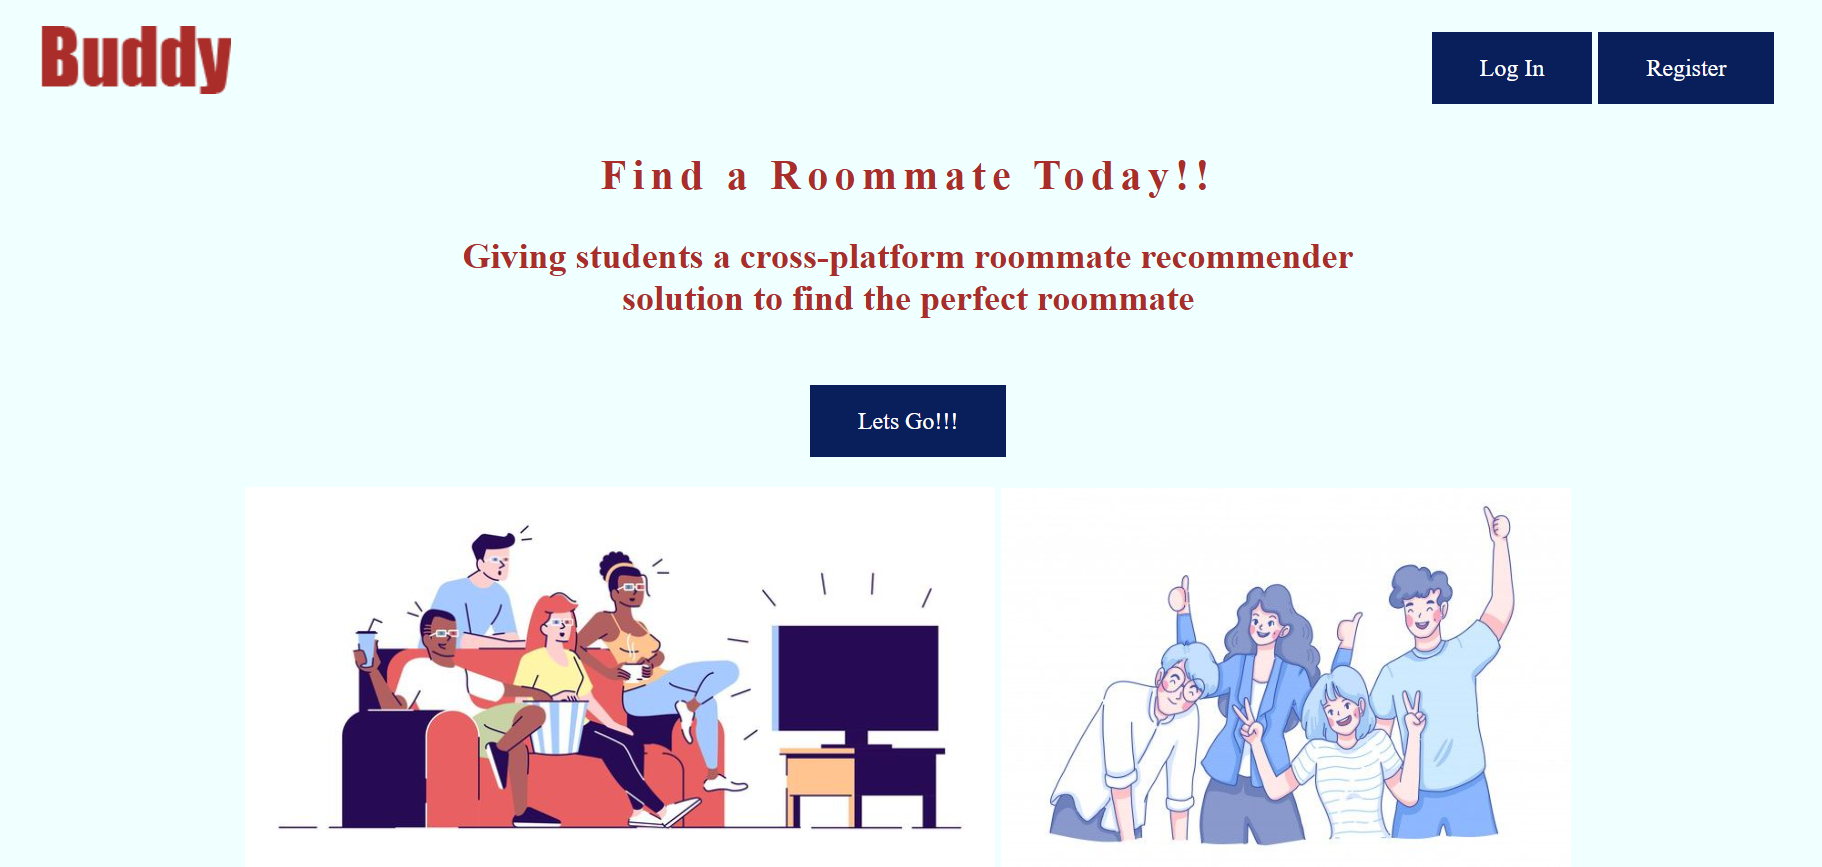 Buddy
Log In
Register
Find a Roommate Today!!
Giving students a cross-platform roommate recommender
solution to find the perfect roommate
Lets Go!!!